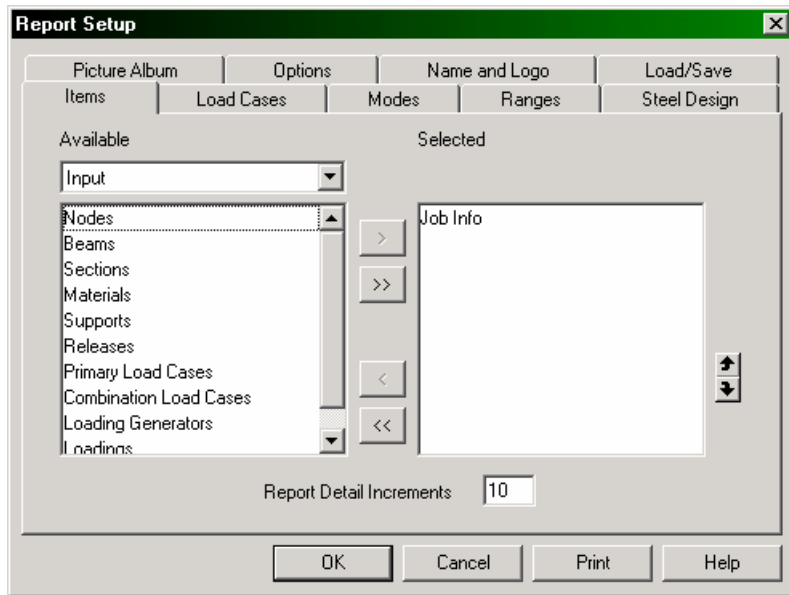 Report Setup
Picture Album Options Name and Logo Load/Save
Items Load Cases Modes Ranges Steel Design
Available Selected
Input
Nodes > Job Info
Beams
Sections >>
Materials
Supports
Releases
Primary Load Cases <
Combination Load Cases
Loading Generators <<
Loadings
Report Detail Increments 10
OK Cancel Print Help